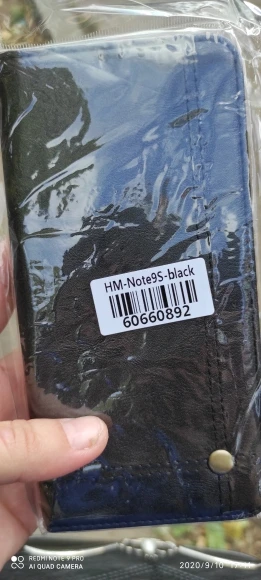 HM-Note9S-black
60660892
REDMI NOTE 9 PRO
AI QUAD CAMERA
2020/9/10